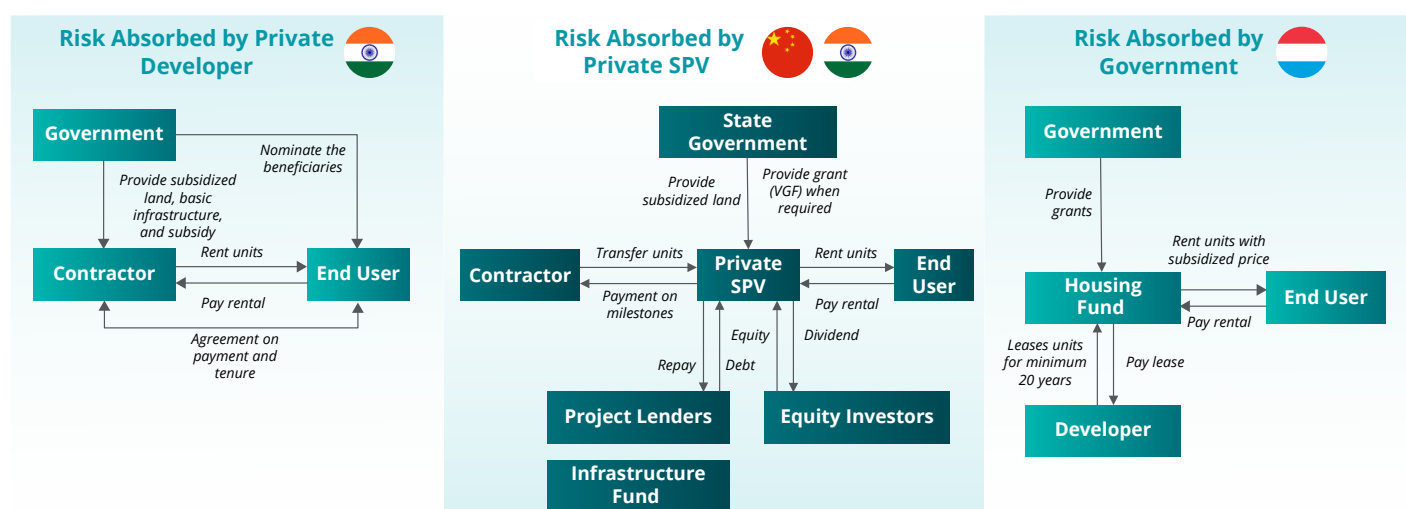 Risk Absorbed by Private
Developer
Government
Nominate the
beneficiaries
Provide subsidized
land, basic
infrastructure,
and subsidy
Rent units
Contractor
End User
Pay rental
Agreement on
payment and
tenure
Risk Absorbed by
Private SPV
State
Government
Provide
subsidized land
Provide grant
(VGF) when
required
Contractor
Transfer units
Payment on
milestones
Private
SPV
Rent units
Pay rental
End
User
Repay
Debt
Equity
Dividend
Project Lenders
Equity Investors
Infrastructure
Fund
Risk Absorbed by
Government
Government
Provide
grants
Rent units with
subsidized price
Housing
Fund
End User
Pay rental
Leases units
for minimum
20 years
Pay lease
Developer